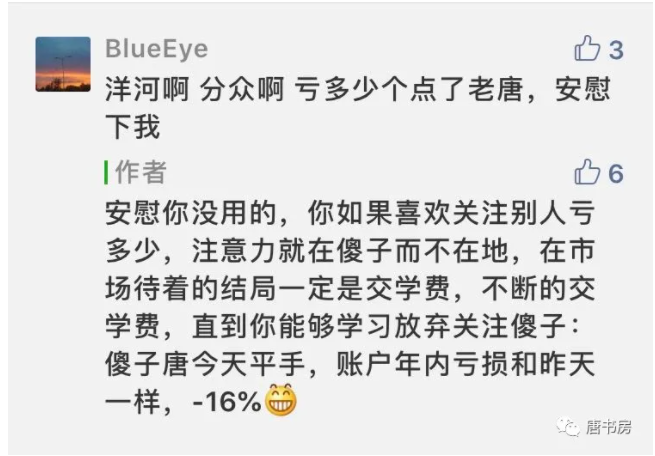 BlueEye
3
洋河啊 分众啊 亏多少个点了老唐，安慰
下我
作者
6
安慰你没用的，你如果喜欢关注别人亏
多少，注意力就在傻子而不在地，在市
场待着的结局一定是交学费，不断的交
学费，直到你能够学习放弃关注傻子：
傻子唐今天平手，账户年内亏损和昨天
一样，-16%😁
唐书房